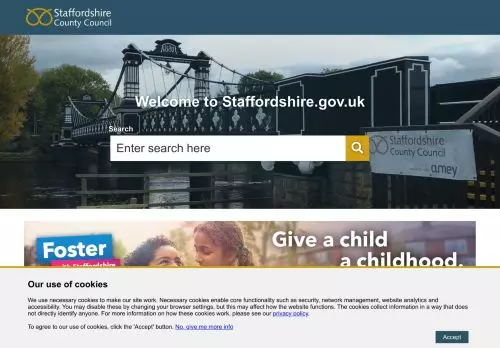 Staffordshire
County Council
Welcome to Staffordshire.gov.uk
Search
Enter search here
Staffordshire
County Council
amey
Foster
with Staffordshire
Give a child
a childhood.
Our use of cookies
We use necessary cookies to make our site work. Necessary cookies enable core functionality such as security, network management, website analytics and
accessibility. You may disable these by changing your browser settings, but this may affect how the website functions. The cookies collect information in a way that does
not directly identify anyone. For more information on how these cookies work, please see our privacy policy.
To agree to our use of cookies, click the 'Accept' button. No, give me more info
Accept